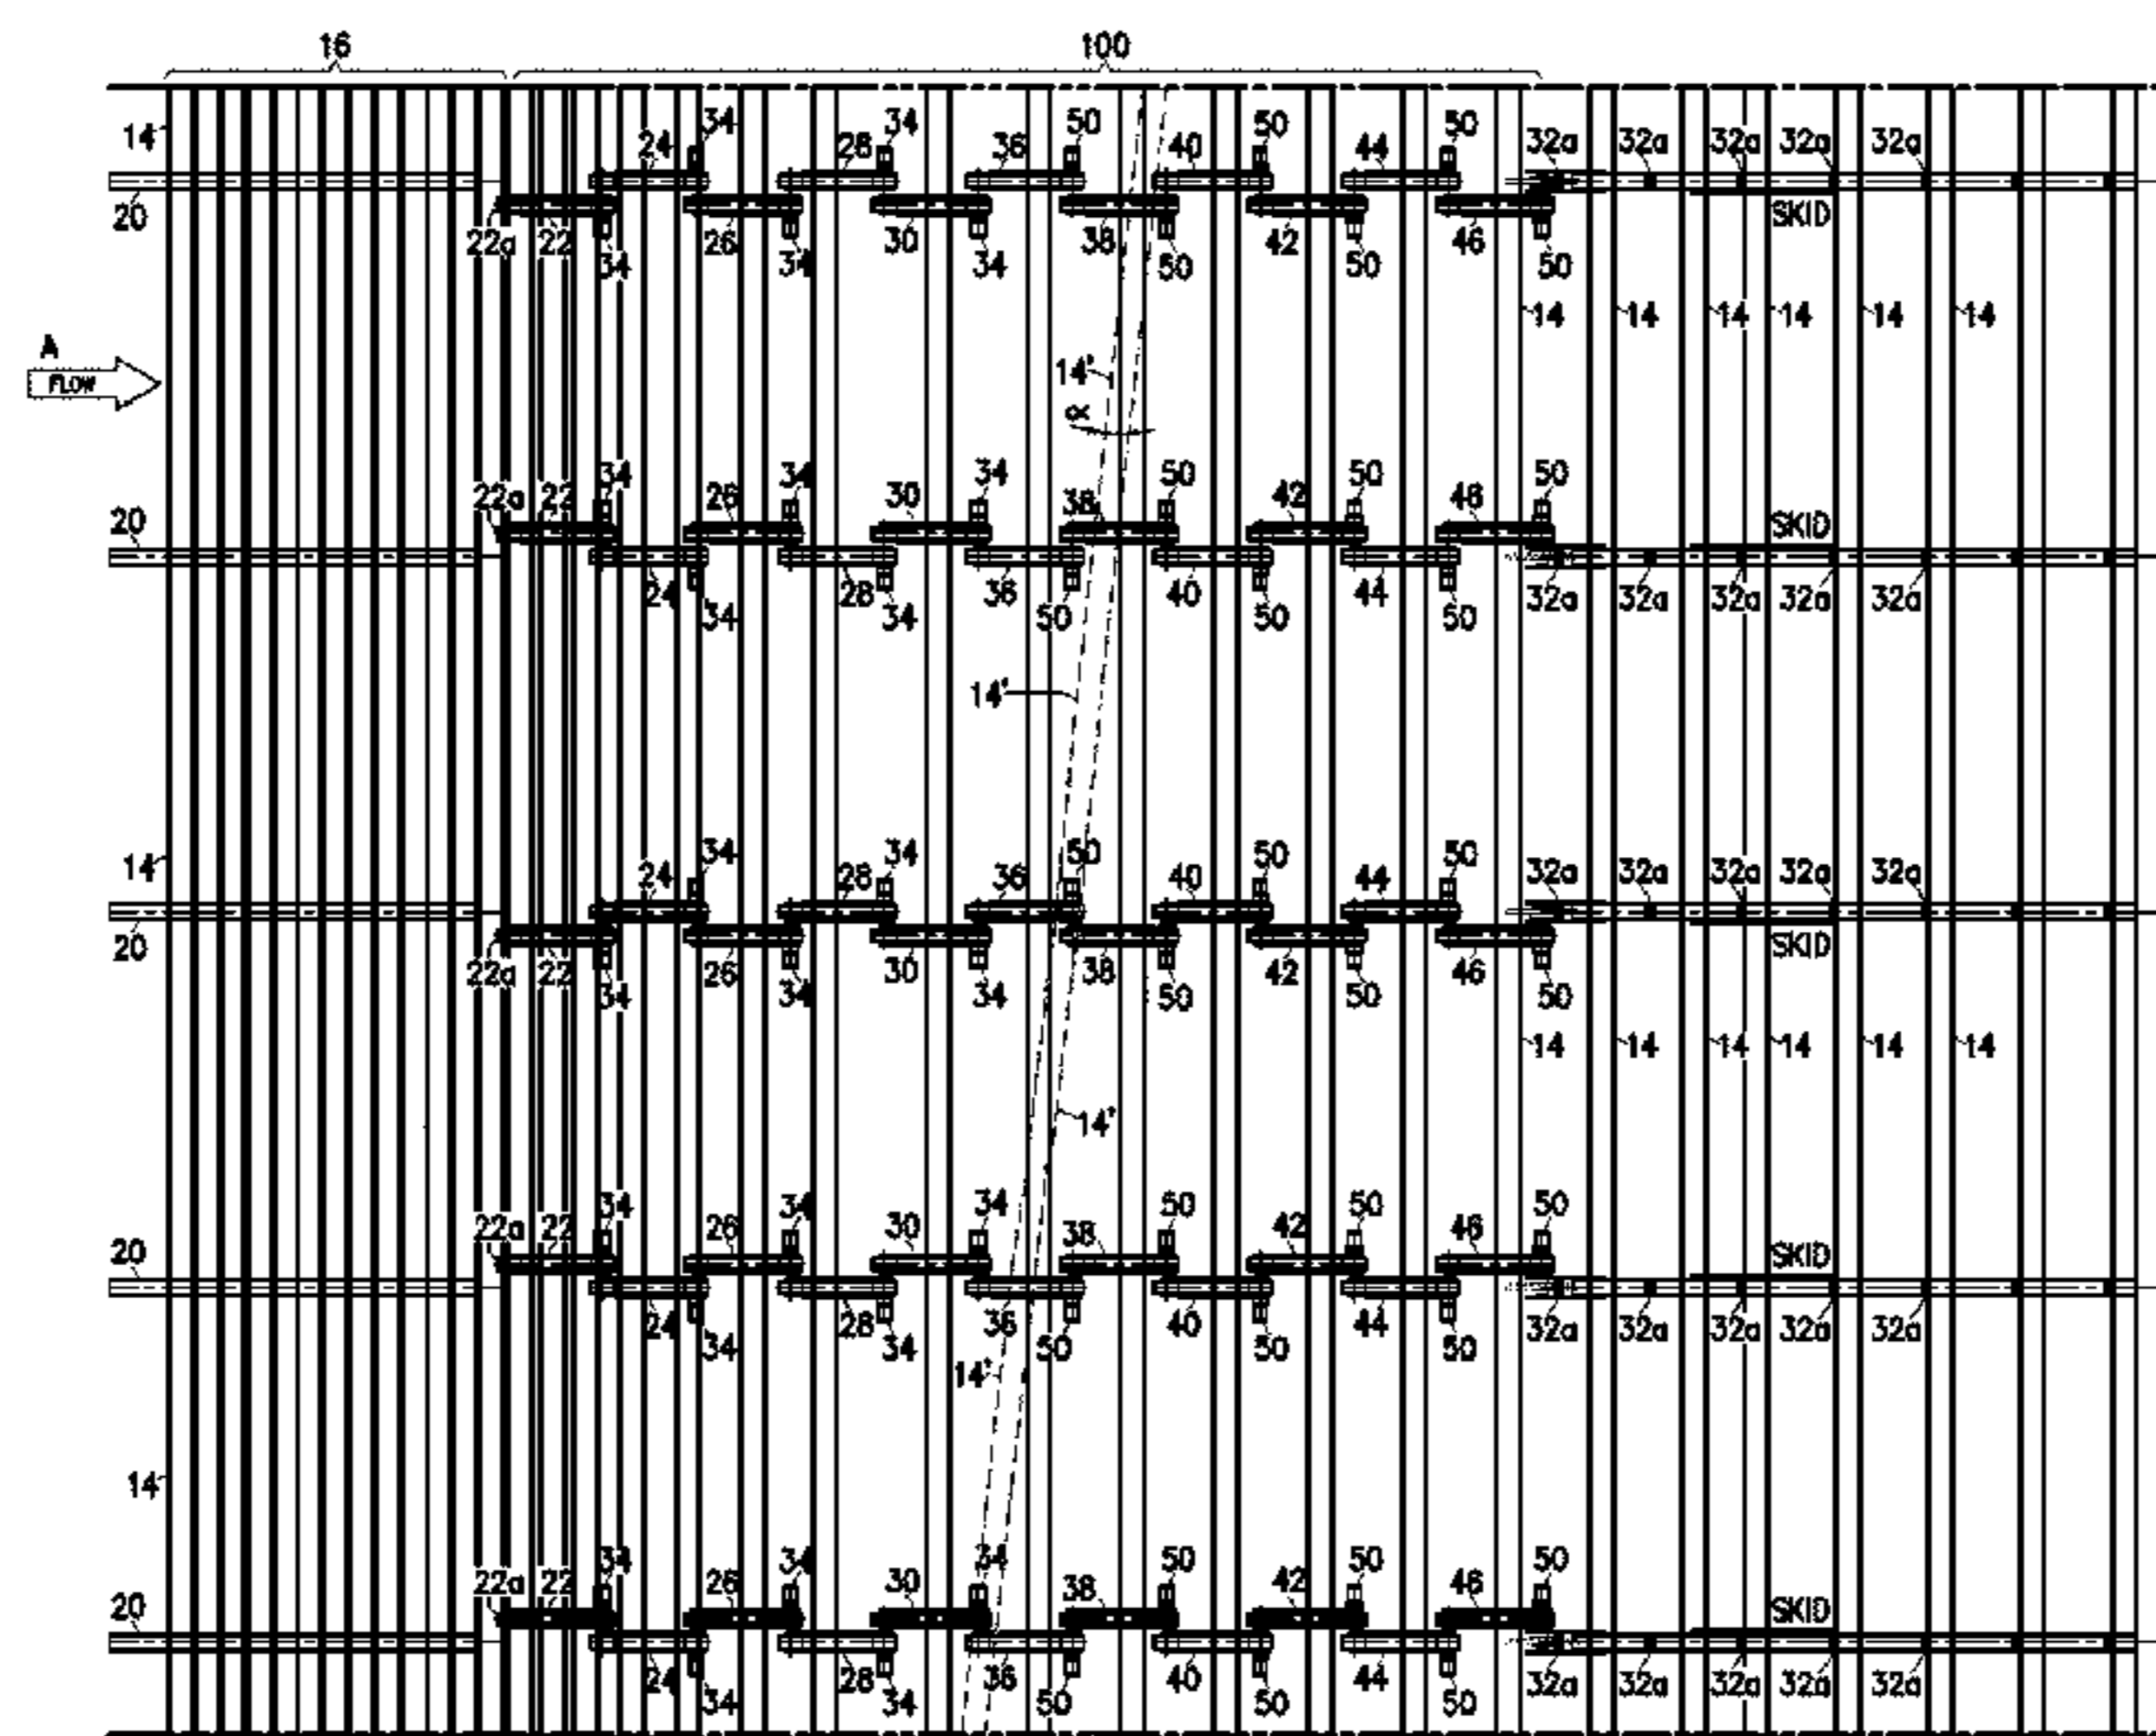 16 100
14 24 34 28 34 36 50 40 50 44 50 32a 32a 32a 32a 32a
20 22a 22 34 26 34 30 34 38 50 42 50 46 50 SKID
14 14 14 14 14 14
A
FLOW
14'
α
22a 22 34 26 34 30 34 38 50 42 50 46 50 SKID
20 24 34 28 34 36 50 40 50 44 50 32a 32a 32a 32a 32a
14'
14 24 34 28 34 36 50 40 50 44 50 32a 32a 32a 32a 32a
20 22a 22 34 26 34 30 34 38 50 42 50 46 50 SKID
14 14 14 14 14 14
14'
22a 22 34 26 34 30 34 38 50 42 50 46 50 SKID
20 24 34 28 34 36 50 40 50 44 50 32a 32a 32a 32a 32a
14'
14
22a 22 34 26 34 30 34 38 50 42 50 46 50 SKID
20 24 34 28 34 36 50 40 50 44 50 32a 32a 32a 32a 32a